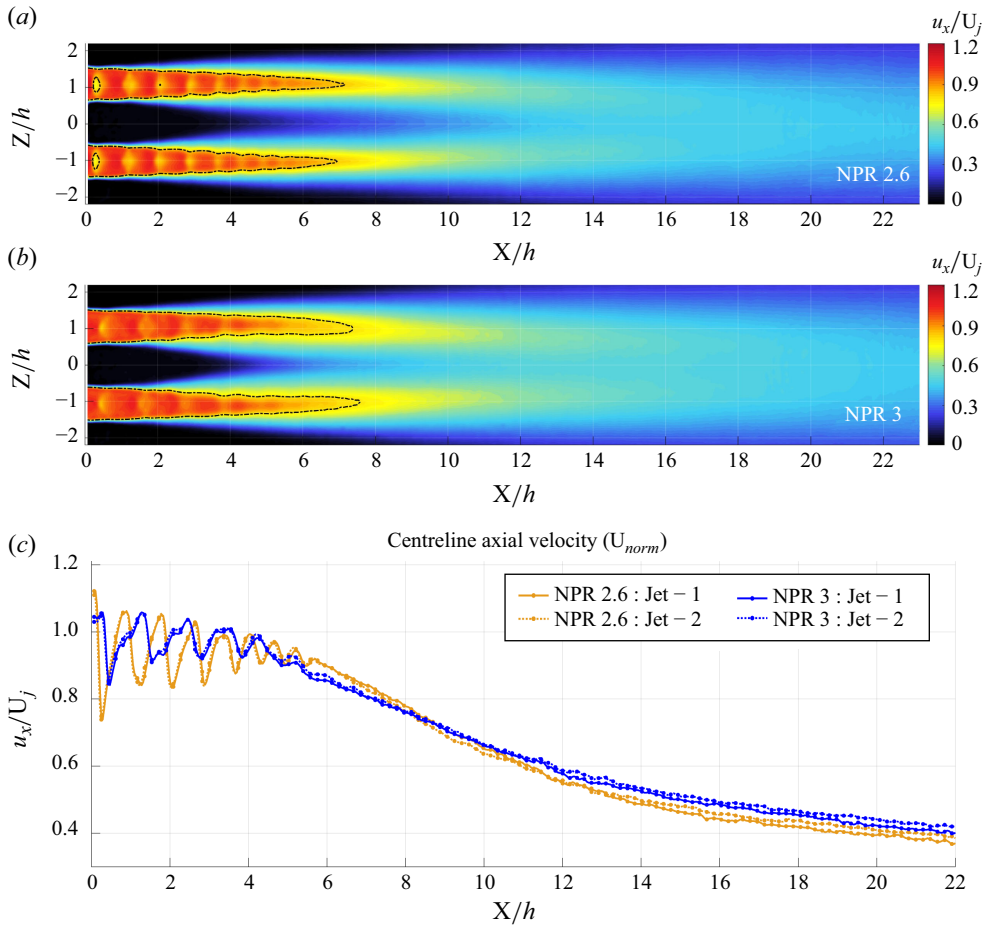 (a)
u_x/U_j
2
1
0
−1
−2
Z/h
NPR 2.6
1.2
0.9
0.6
0.3
0
0 2 4 6 8 10 12 14 16 18 20 22
X/h
(b)
u_x/U_j
2
1
0
−1
−2
Z/h
NPR 3
1.2
0.9
0.6
0.3
0
0 2 4 6 8 10 12 14 16 18 20 22
X/h
(c)
Centreline axial velocity (U_norm)
1.2
1.0
0.8
0.6
0.4
u_x/U_j
NPR 2.6 : Jet − 1
NPR 3 : Jet − 1
NPR 2.6 : Jet − 2
NPR 3 : Jet − 2
0 2 4 6 8 10 12 14 16 18 20 22
X/h